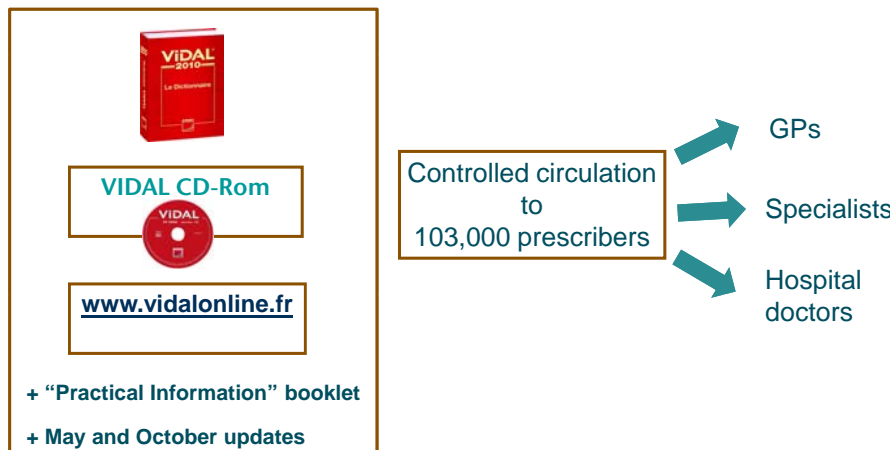 ViDAL
2010
Le Dictionnaire
VIDAL CD-Rom
ViDAL
www.vidalonline.fr
+ “Practical Information” booklet
+ May and October updates
Controlled circulation
to
103,000 prescribers
GPs
Specialists
Hospital
doctors